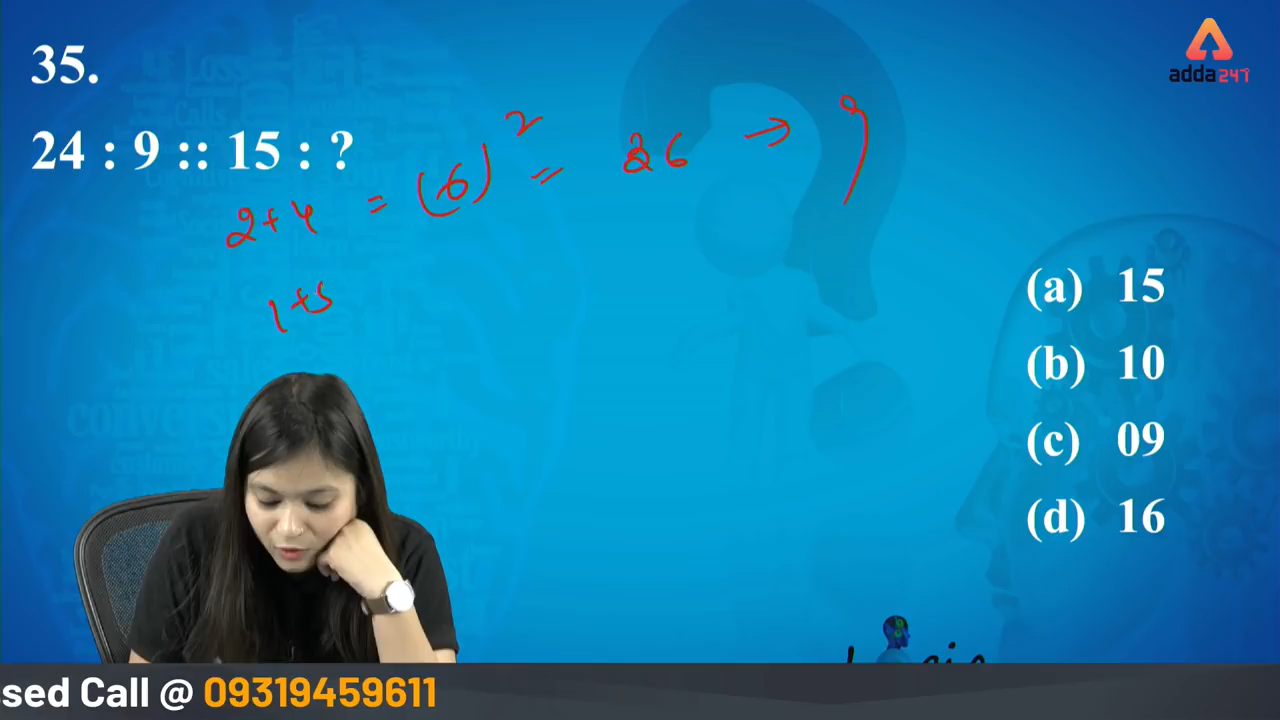 35.
adda247
24 : 9 :: 15 : ?
2+4 = (6)² = 36 → 9
1+5
(a) 15
(b) 10
(c) 09
(d) 16
sed Call @ 09319459611